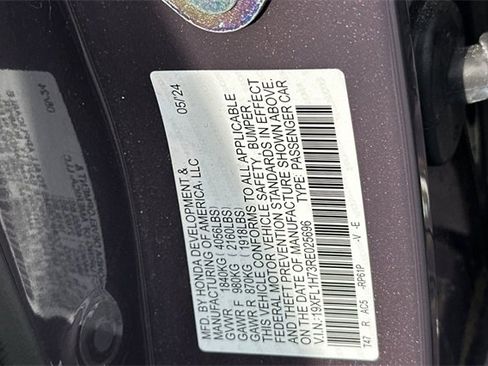 MFD. BY HONDA DEVELOPMENT & 05/24
MANUFACTURING OF AMERICA, LLC
GVWR 1840KG ( 4056LBS)
GAWR F 980KG ( 2160LBS)
GAWR R 870KG ( 1918LBS)
THIS VEHICLE CONFORMS TO ALL APPLICABLE
FEDERAL MOTOR VEHICLE SAFETY, BUMPER,
THEFT PREVENTION STANDARDS IN EFFECT
ON THE DATE OF MANUFACTURE SHOWN ABOVE.
V.I.N.:19XFL1H73RE025696 TYPE: PASSENGER CAR
T47 R AC5 -RP61P -V -E